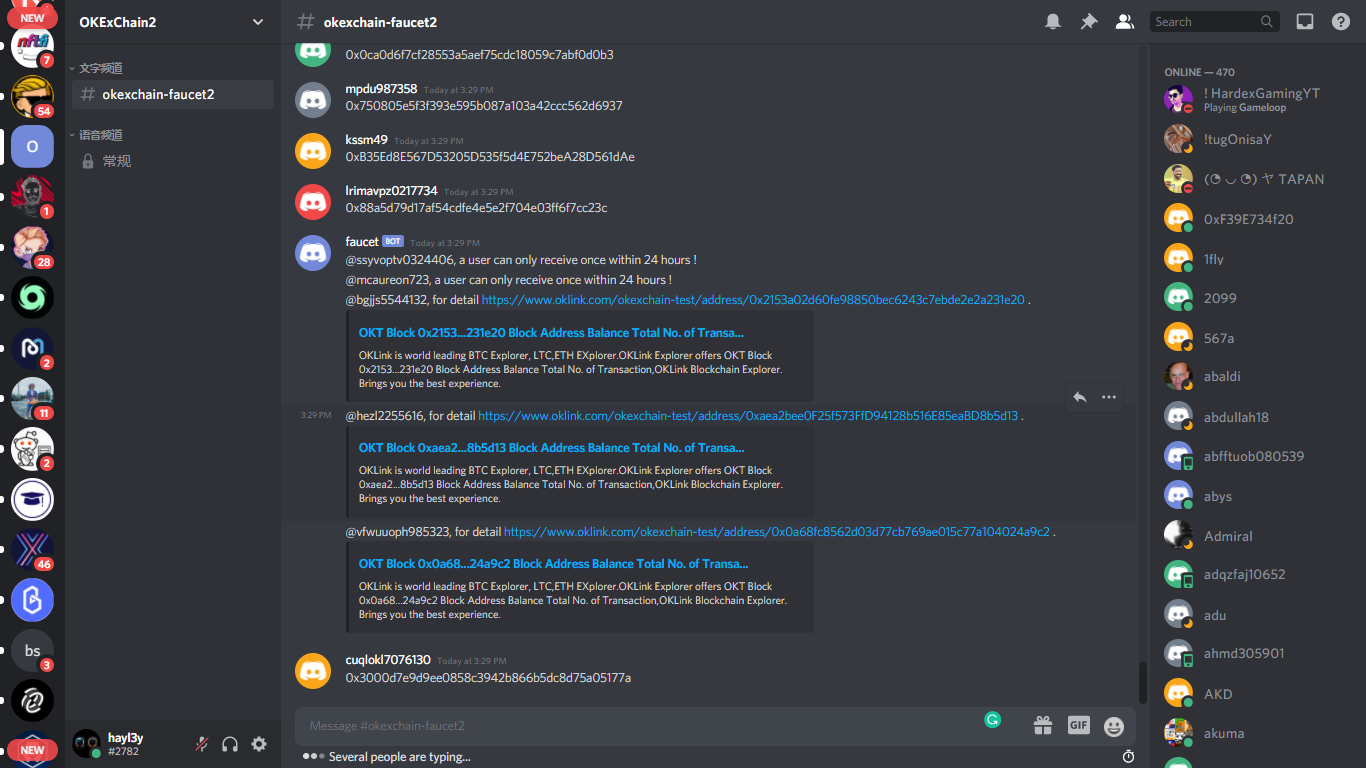 NEW
nftfi
7
54
O
1
28
2
11
2
46
bs
3
NEW
OKExChain2
文字频道
okexchain-faucet2
语音频道
常规
hayl3y
#2782
okexchain-faucet2
Search
0x0ca0d6f7cf28553a5aef75cdc18059c7abf0d0b3
mpdu987358 Today at 3:29 PM
0x750805e5f3f393e595b087a103a42ccc562d6937
kssm49 Today at 3:29 PM
0xB35Ed8E567D53205D535f5d4E752beA28D561dAe
lrimavpz0217734 Today at 3:29 PM
0x88a5d79d17af54cdfe4e5e2f704e03ff6f7cc23c
faucet BOT Today at 3:29 PM
@ssyvoptv0324406, a user can only receive once within 24 hours !
@mcaureon723, a user can only receive once within 24 hours !
@bgjjs5544132, for detail https://www.oklink.com/okexchain-test/address/0x2153a02d60fe98850bec6243c7ebde2e2a231e20 .
OKT Block 0x2153...231e20 Block Address Balance Total No. of Transa...
OKLink is world leading BTC Explorer, LTC,ETH EXplorer.OKLink Explorer offers OKT Block
0x2153...231e20 Block Address Balance Total No. of Transaction,OKLink Blockchain Explorer.
Brings you the best experience.
3:29 PM @hezl2255616, for detail https://www.oklink.com/okexchain-test/address/0xaea2bee0F25f573FfD94128b516E85eaBD8b5d13 .
OKT Block 0xaea2...8b5d13 Block Address Balance Total No. of Transa...
OKLink is world leading BTC Explorer, LTC,ETH EXplorer.OKLink Explorer offers OKT Block
0xaea2...8b5d13 Block Address Balance Total No. of Transaction,OKLink Blockchain Explorer.
Brings you the best experience.
@vfwuuoph985323, for detail https://www.oklink.com/okexchain-test/address/0x0a68fc8562d03d77cb769ae015c77a104024a9c2 .
OKT Block 0x0a68...24a9c2 Block Address Balance Total No. of Transa...
OKLink is world leading BTC Explorer, LTC,ETH EXplorer.OKLink Explorer offers OKT Block
0x0a68...24a9c2 Block Address Balance Total No. of Transaction,OKLink Blockchain Explorer.
Brings you the best experience.
cuqlokl7076130 Today at 3:29 PM
0x3000d7e9d9ee0858c3942b866b5dc8d75a05177a
Message #okexchain-faucet2
GIF
Several people are typing...
ONLINE — 470
! HardexGamingYT
Playing Gameloop
!tugOnisaY
(◔ ◡ ◔) ヤ TAPAN
0xF39E734f20
1fly
2099
567a
abaldi
abdullah18
abfftuob080539
abys
Admiral
adqzfaj10652
adu
ahmd305901
AKD
akuma